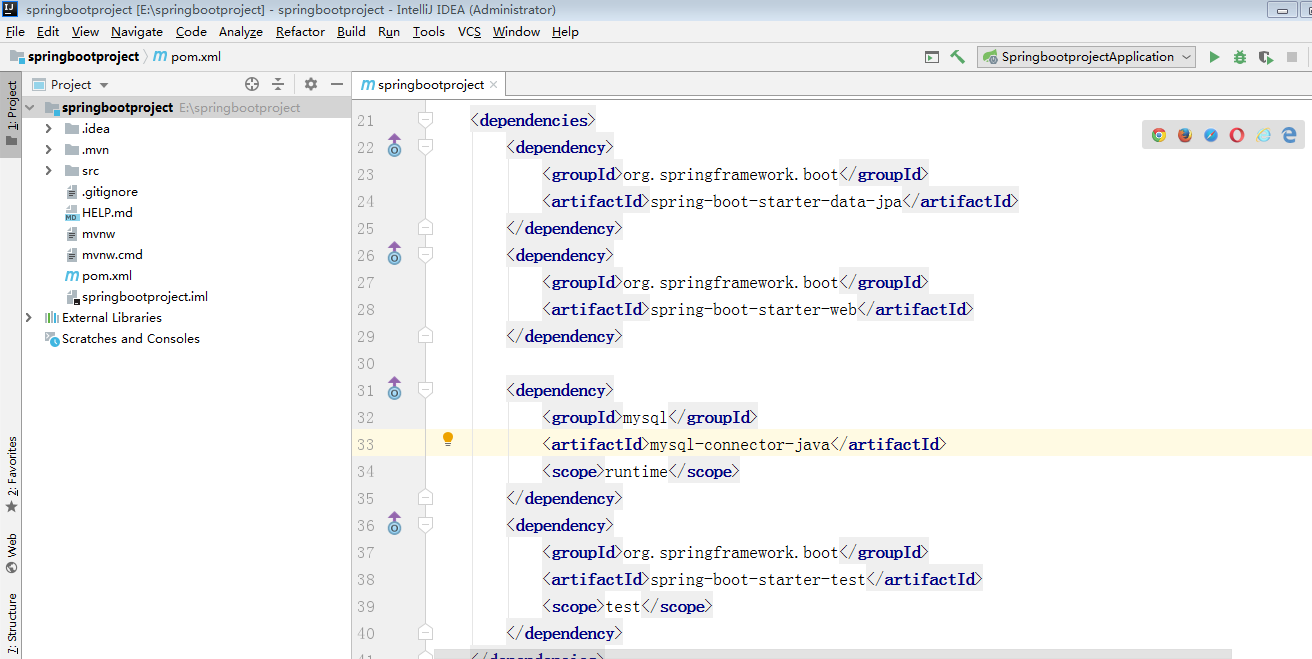 springbootproject [E:\springbootproject] - springbootproject - IntelliJ IDEA (Administrator)
File Edit View Navigate Code Analyze Refactor Build Run Tools VCS Window Help
springbootproject pom.xml SpringbootprojectApplication
1: Project
Project
springbootproject
springbootproject E:\springbootproject
.idea
.mvn
src
.gitignore
HELP.md
mvnw
mvnw.cmd
pom.xml
springbootproject.iml
External Libraries
Scratches and Consoles
2: Favorites
Web
7: Structure
21 <dependencies>
22 <dependency>
23 <groupId>org.springframework.boot</groupId>
24 <artifactId>spring-boot-starter-data-jpa</artifactId>
25 </dependency>
26 <dependency>
27 <groupId>org.springframework.boot</groupId>
28 <artifactId>spring-boot-starter-web</artifactId>
29 </dependency>
30
31 <dependency>
32 <groupId>mysql</groupId>
33 <artifactId>mysql-connector-java</artifactId>
34 <scope>runtime</scope>
35 </dependency>
36 <dependency>
37 <groupId>org.springframework.boot</groupId>
38 <artifactId>spring-boot-starter-test</artifactId>
39 <scope>test</scope>
40 </dependency>
41 </dependencies>